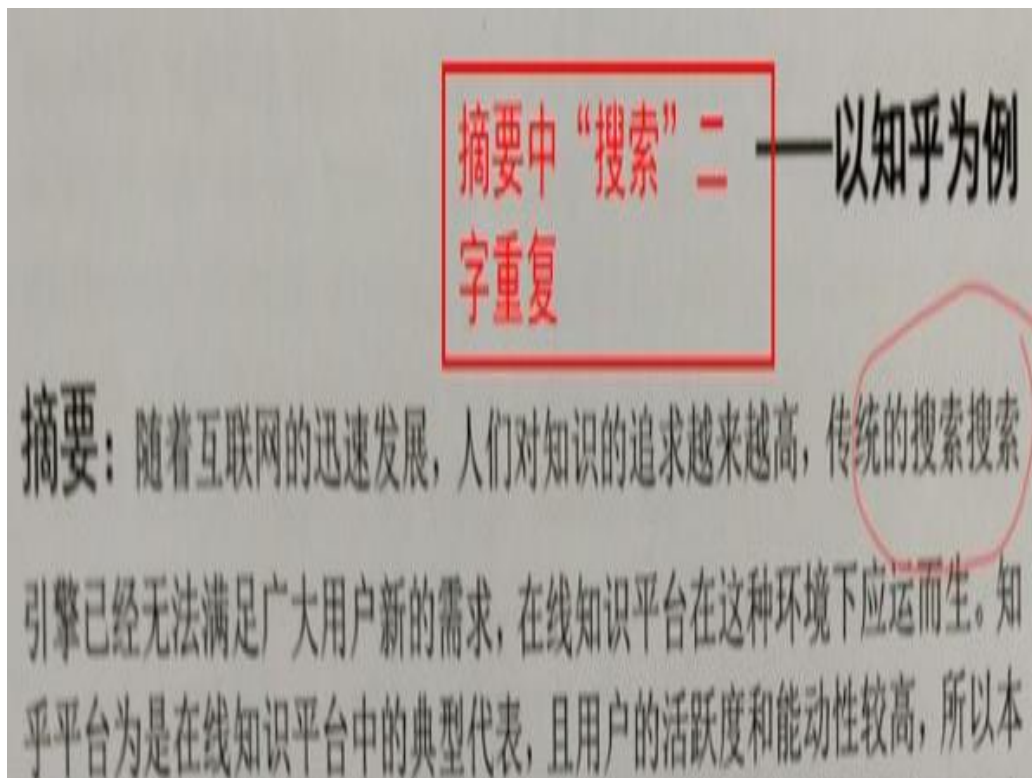 摘要中“搜索”二
字重复
——以知乎为例
摘要：随着互联网的迅速发展，人们对知识的追求越来越高，传统的搜索搜索
引擎已经无法满足广大用户新的需求，在线知识平台在这种环境下应运而生。知
乎平台为是在线知识平台中的典型代表，且用户的活跃度和能动性较高，所以本